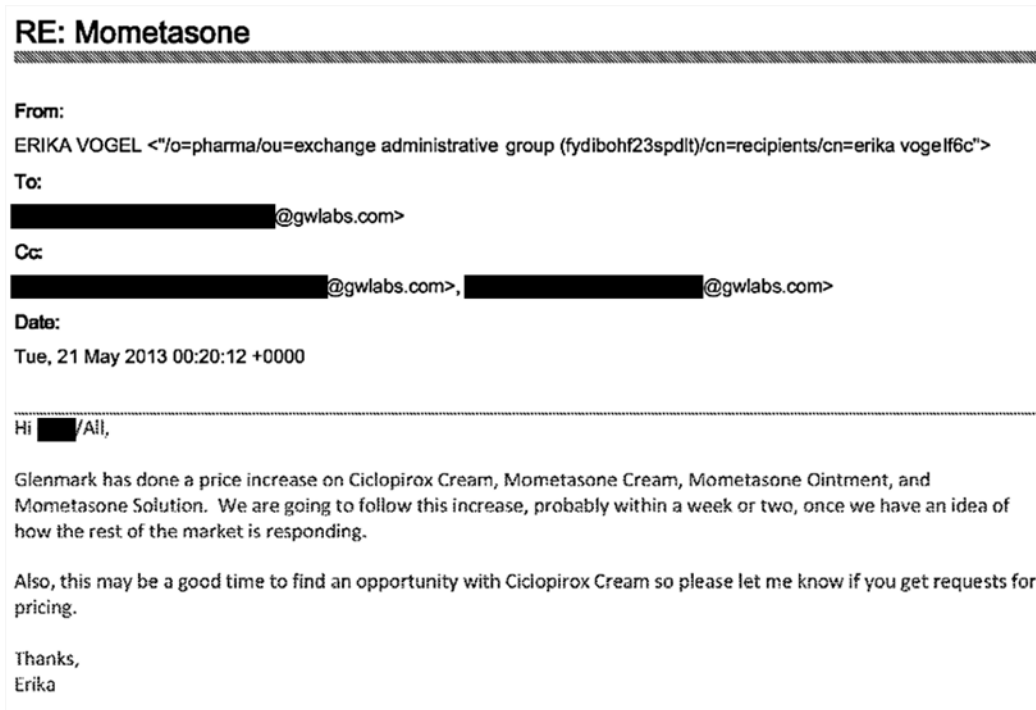 RE: Mometasone
From:
ERIKA VOGEL <"/o=pharma/ou=exchange administrative group (fydibohf23spdlt)/cn=recipients/cn=erika vogelf6c">
To:
@gwlabs.com>
Cc:
@gwlabs.com>, @gwlabs.com>
Date:
Tue, 21 May 2013 00:20:12 +0000
Hi /All,
Glenmark has done a price increase on Ciclopirox Cream, Mometasone Cream, Mometasone Ointment, and
Mometasone Solution. We are going to follow this increase, probably within a week or two, once we have an idea of
how the rest of the market is responding.
Also, this may be a good time to find an opportunity with Ciclopirox Cream so please let me know if you get requests for
pricing.
Thanks,
Erika